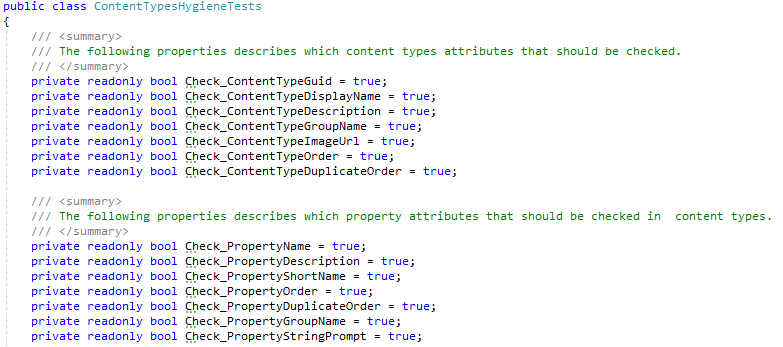 public class ContentTypesHygieneTests
{
/// <summary>
/// The following properties describes which content types attributes that should be checked.
/// </summary>
private readonly bool Check_ContentTypeGuid = true;
private readonly bool Check_ContentTypeDisplayName = true;
private readonly bool Check_ContentTypeDescription = true;
private readonly bool Check_ContentTypeGroupName = true;
private readonly bool Check_ContentTypeImageUrl = true;
private readonly bool Check_ContentTypeOrder = true;
private readonly bool Check_ContentTypeDuplicateOrder = true;
/// <summary>
/// The following properties describes which property attributes that should be checked in  content types.
/// </summary>
private readonly bool Check_PropertyName = true;
private readonly bool Check_PropertyDescription = true;
private readonly bool Check_PropertyShortName = true;
private readonly bool Check_PropertyOrder = true;
private readonly bool Check_PropertyDuplicateOrder = true;
private readonly bool Check_PropertyGroupName = true;
private readonly bool Check_PropertyStringPrompt = true;